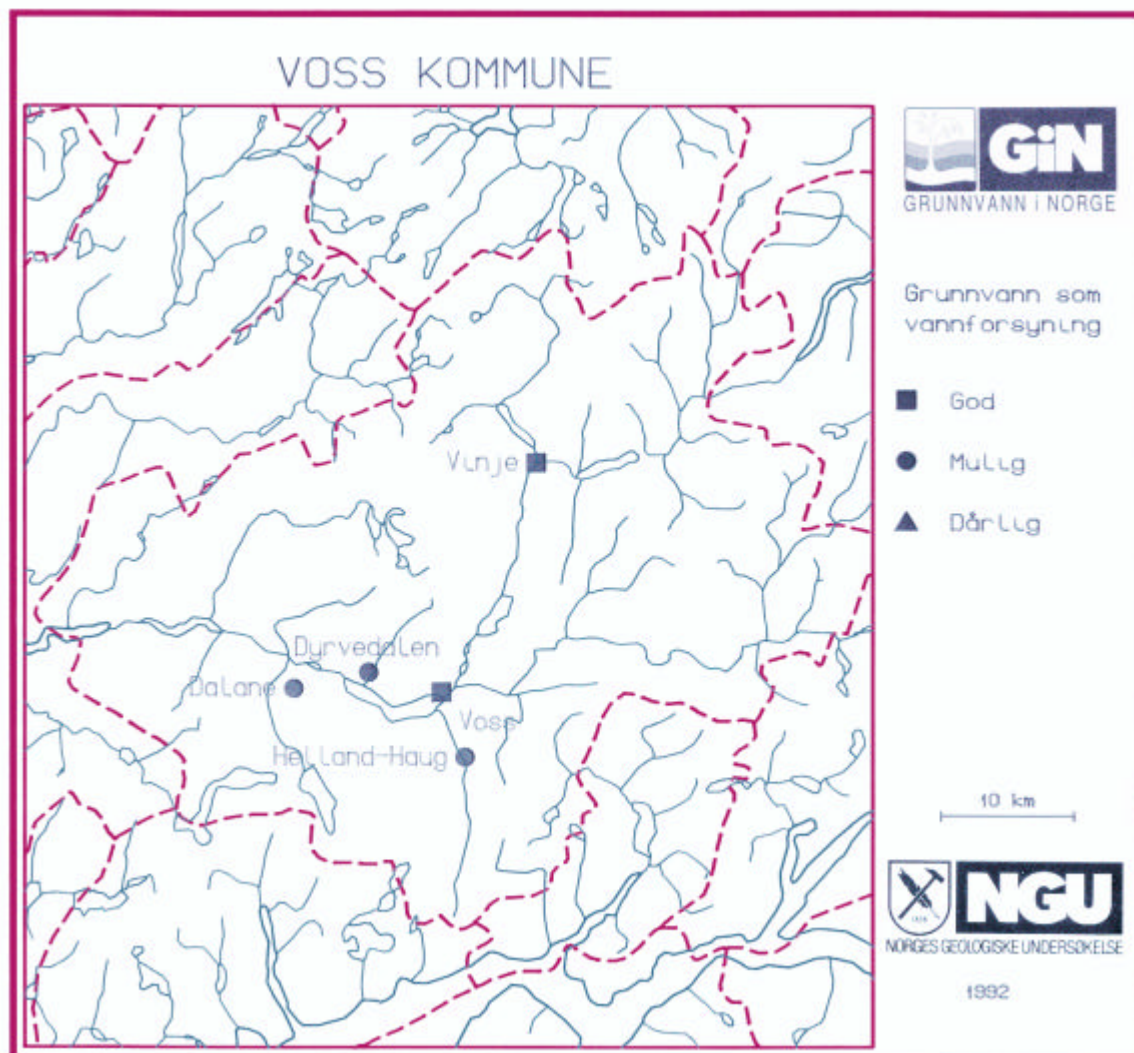 VOSS KOMMUNE
GiN
GRUNNVANN I NORGE
Grunnvann som
vannforsyning
God
Mulig
Dårlig
Vinje
Dyrvedalen
Dalane
Voss
Helland-Haug
10 km
NGU
NORGES GEOLOGISKE UNDERSØKELSE
1992